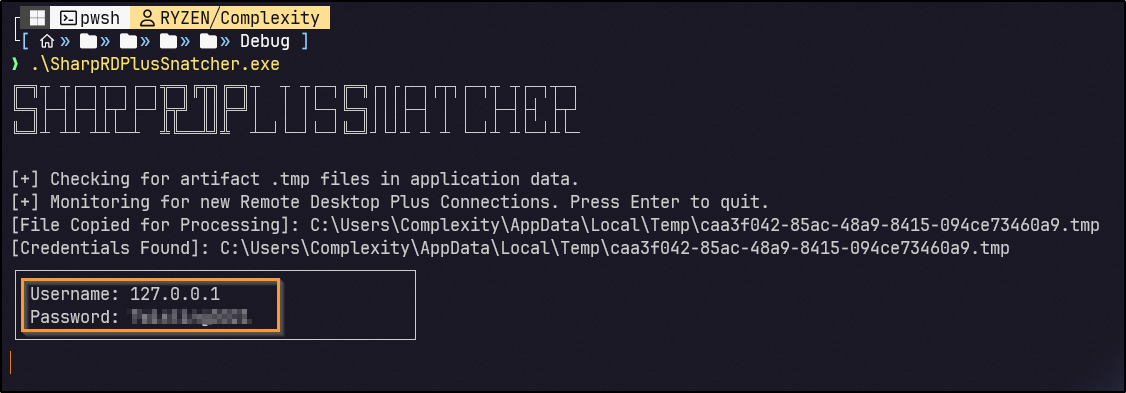 pwsh RYZEN/Complexity
[ » » » » » Debug ]
❯ .\SharpRDPlusSnatcher.exe
SHARPRDPLUSSNATCHER
[+] Checking for artifact .tmp files in application data.
[+] Monitoring for new Remote Desktop Plus Connections. Press Enter to quit.
[File Copied for Processing]: C:\Users\Complexity\AppData\Local\Temp\caa3f042-85ac-48a9-8415-094ce73460a9.tmp
[Credentials Found]: C:\Users\Complexity\AppData\Local\Temp\caa3f042-85ac-48a9-8415-094ce73460a9.tmp
Username: 127.0.0.1
Password: